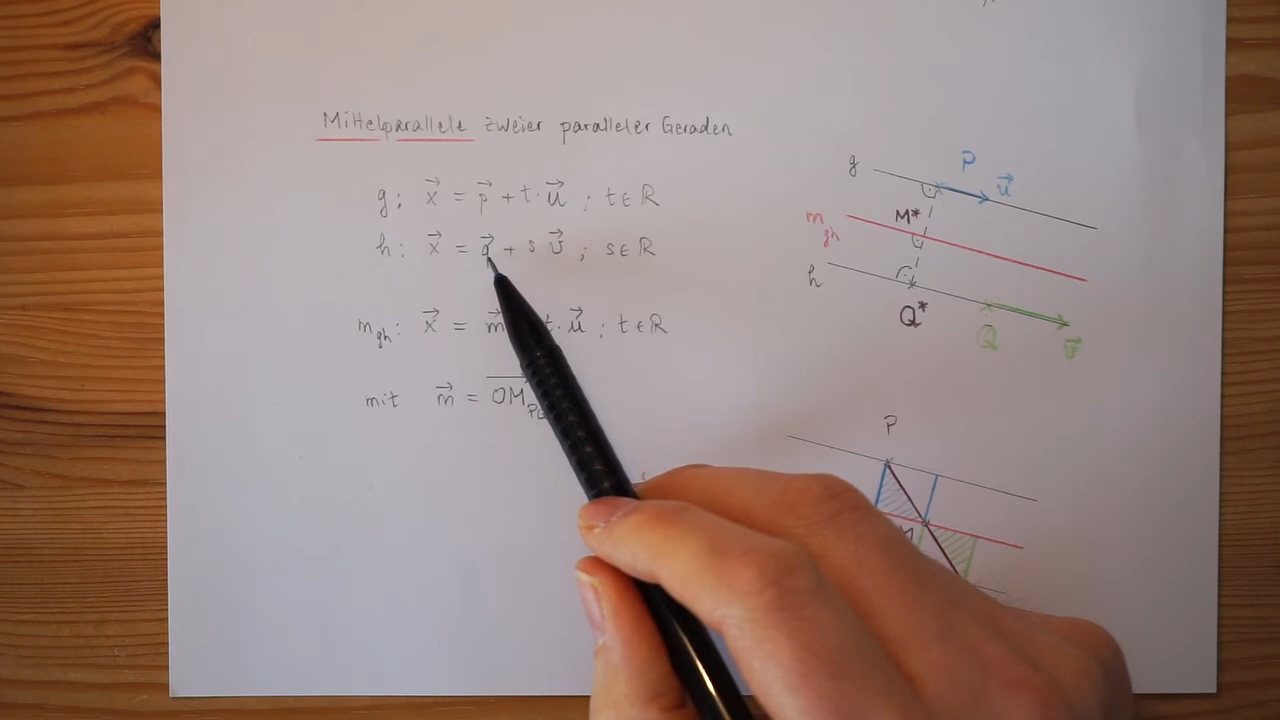 Mittelparallele zweier paralleler Geraden
g: x⃗ = p⃗ + t·u⃗ ; t∈ℝ
h: x⃗ = q⃗ + s v⃗ ; s∈ℝ
m_gh: x⃗ = m⃗ t·u⃗ ; t∈ℝ
mit m⃗ = OM⃗
g P u⃗
m_gh M*
h Q* Q v⃗
P